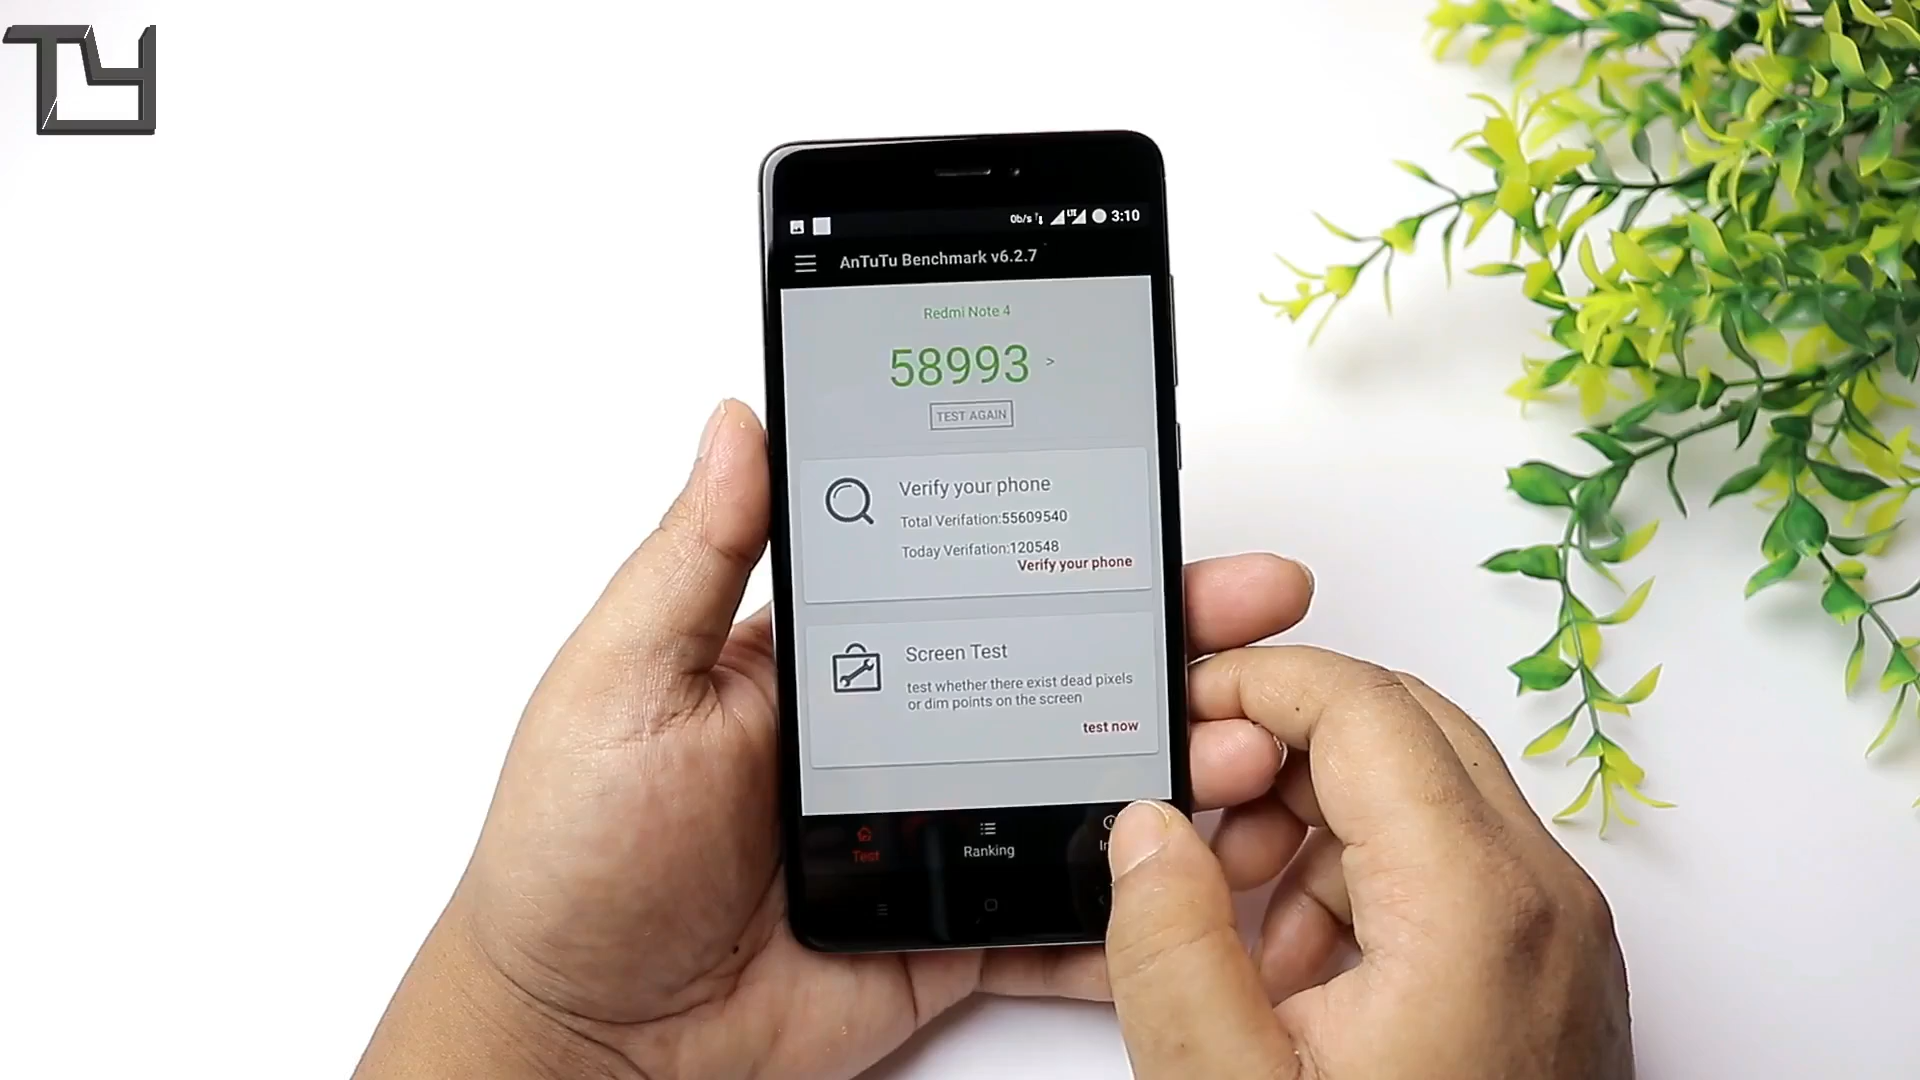 TY
0b/s LTE 3:10
AnTuTu Benchmark v6.2.7
Redmi Note 4
58993 >
TEST AGAIN
Verify your phone
Total Verifation:55609540
Today Verifation:120548
Verify your phone
Screen Test
test whether there exist dead pixels
or dim points on the screen
test now
Test
Ranking